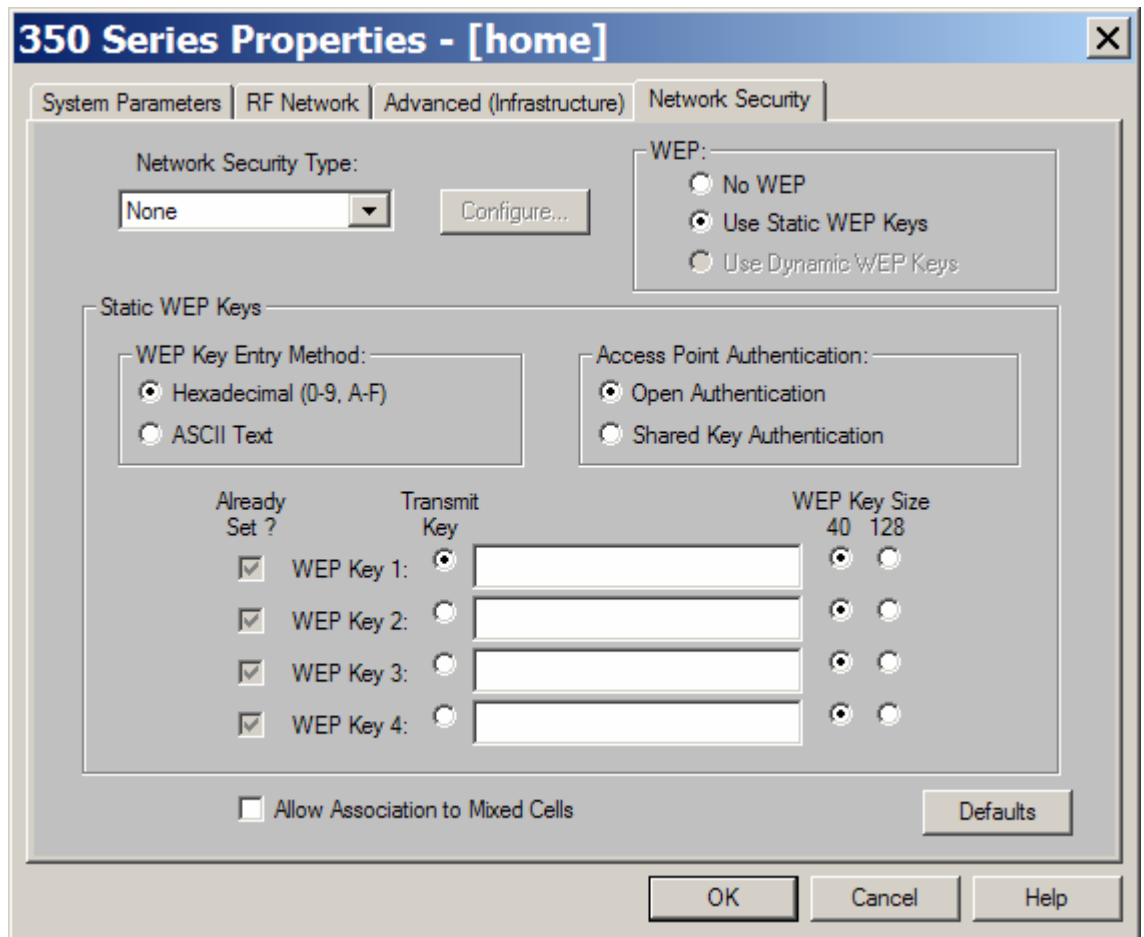 350 Series Properties - [home]
System Parameters RF Network Advanced (Infrastructure) Network Security
Network Security Type:
None
Configure...
WEP:
No WEP
Use Static WEP Keys
Use Dynamic WEP Keys
Static WEP Keys
WEP Key Entry Method:
Hexadecimal (0-9, A-F)
ASCII Text
Access Point Authentication:
Open Authentication
Shared Key Authentication
Already
Set ?
Transmit
Key
WEP Key Size
40 128
WEP Key 1:
WEP Key 2:
WEP Key 3:
WEP Key 4:
Allow Association to Mixed Cells
Defaults
OK Cancel Help